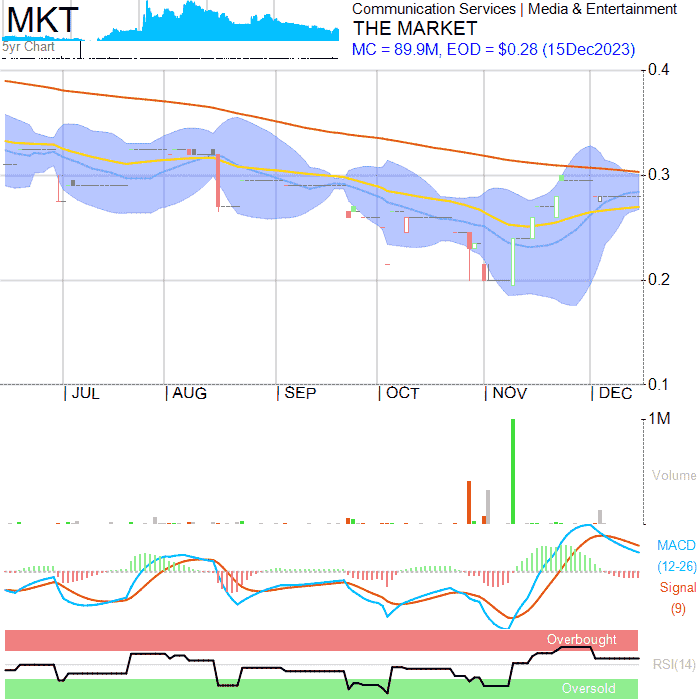 MKT
5yr Chart
Communication Services | Media & Entertainment
THE MARKET
MC = 89.9M, EOD = $0.28 (15Dec2023)
0.4
0.3
0.2
0.1
| JUL
| AUG
| SEP
| OCT
| NOV
| DEC
1M
Volume
MACD
(12-26)
Signal
(9)
Overbought
RSI(14)
Oversold